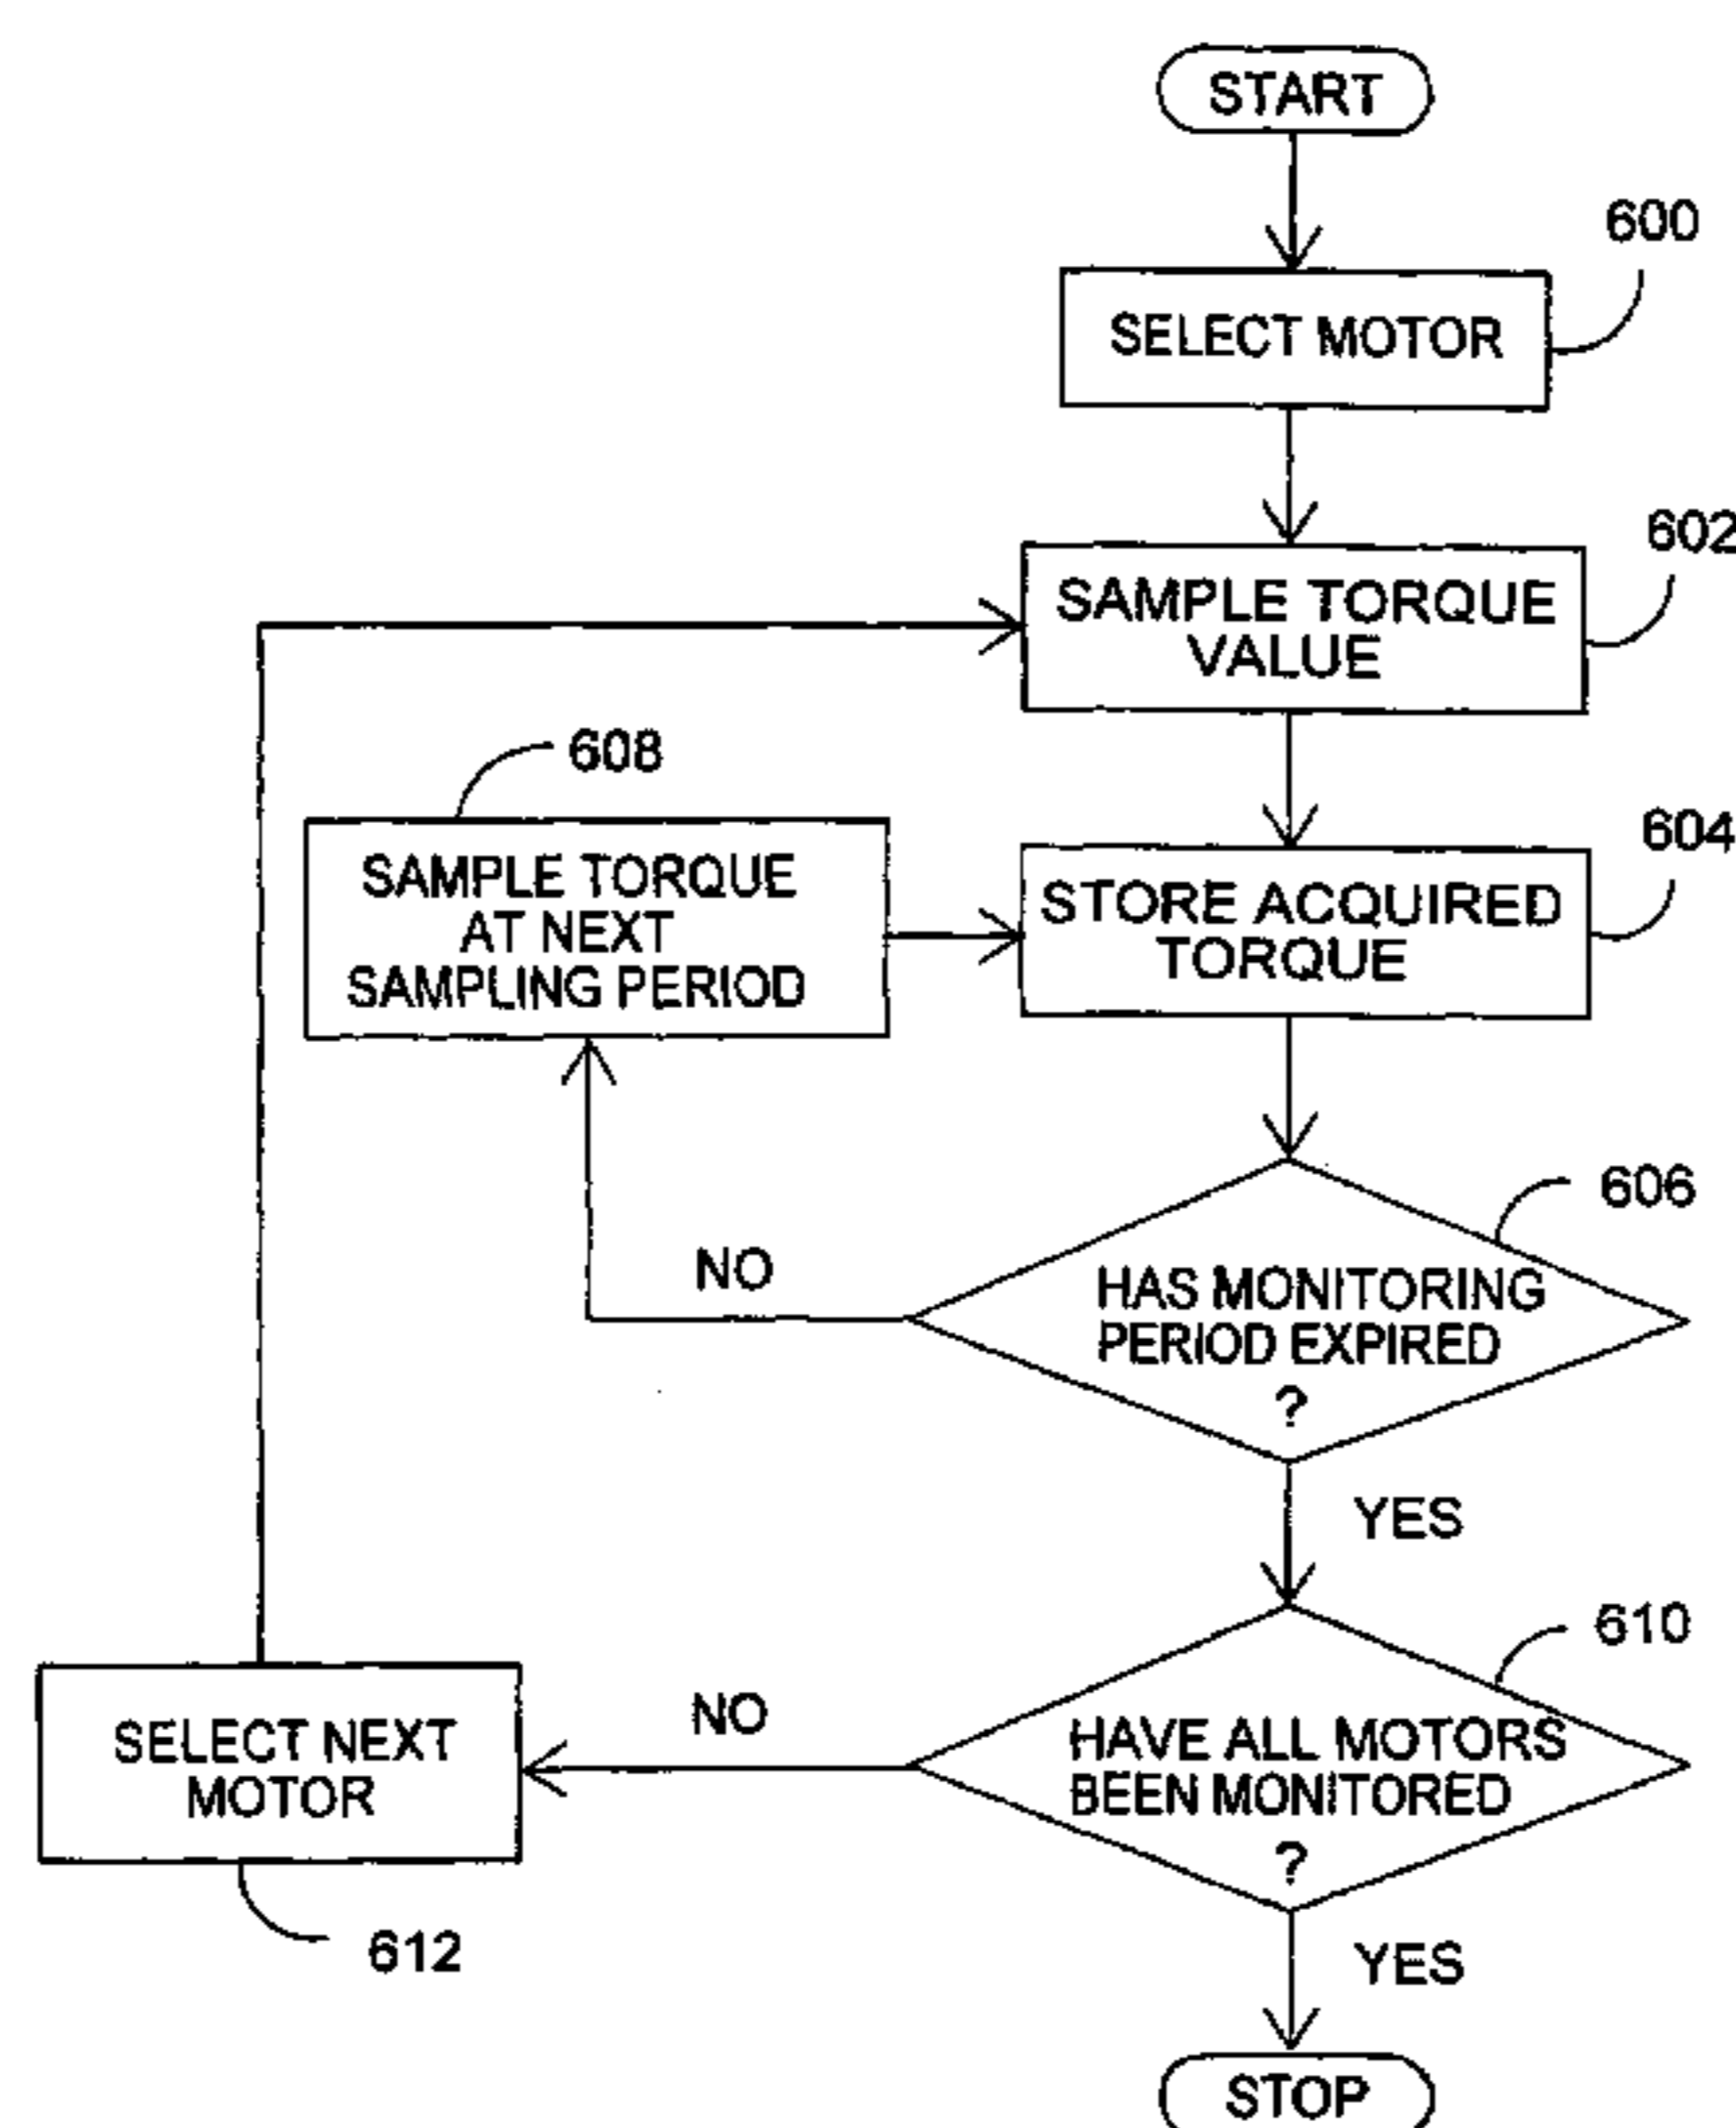 START
600
SELECT MOTOR
602
SAMPLE TORQUE
VALUE
608
604
SAMPLE TORQUE
AT NEXT
SAMPLING PERIOD
STORE ACQUIRED
TORQUE
606
NO
HAS MONITORING
PERIOD EXPIRED
?
YES
610
NO
SELECT NEXT
MOTOR
HAVE ALL MOTORS
BEEN MONITORED
?
612
YES
STOP